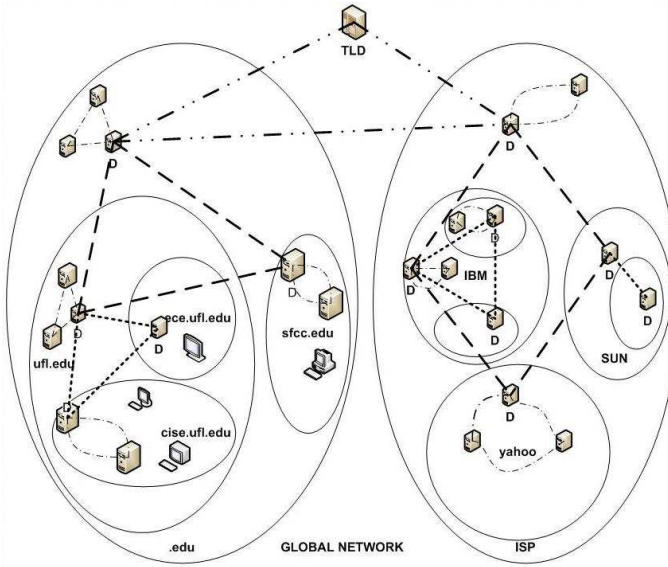 TLD
D
D
D
IBM
D
ece.ufl.edu
D
D
D
D
sfcc.edu
D
D
ufl.edu
D
SUN
D
D
cise.ufl.edu
yahoo
.edu
GLOBAL NETWORK
ISP